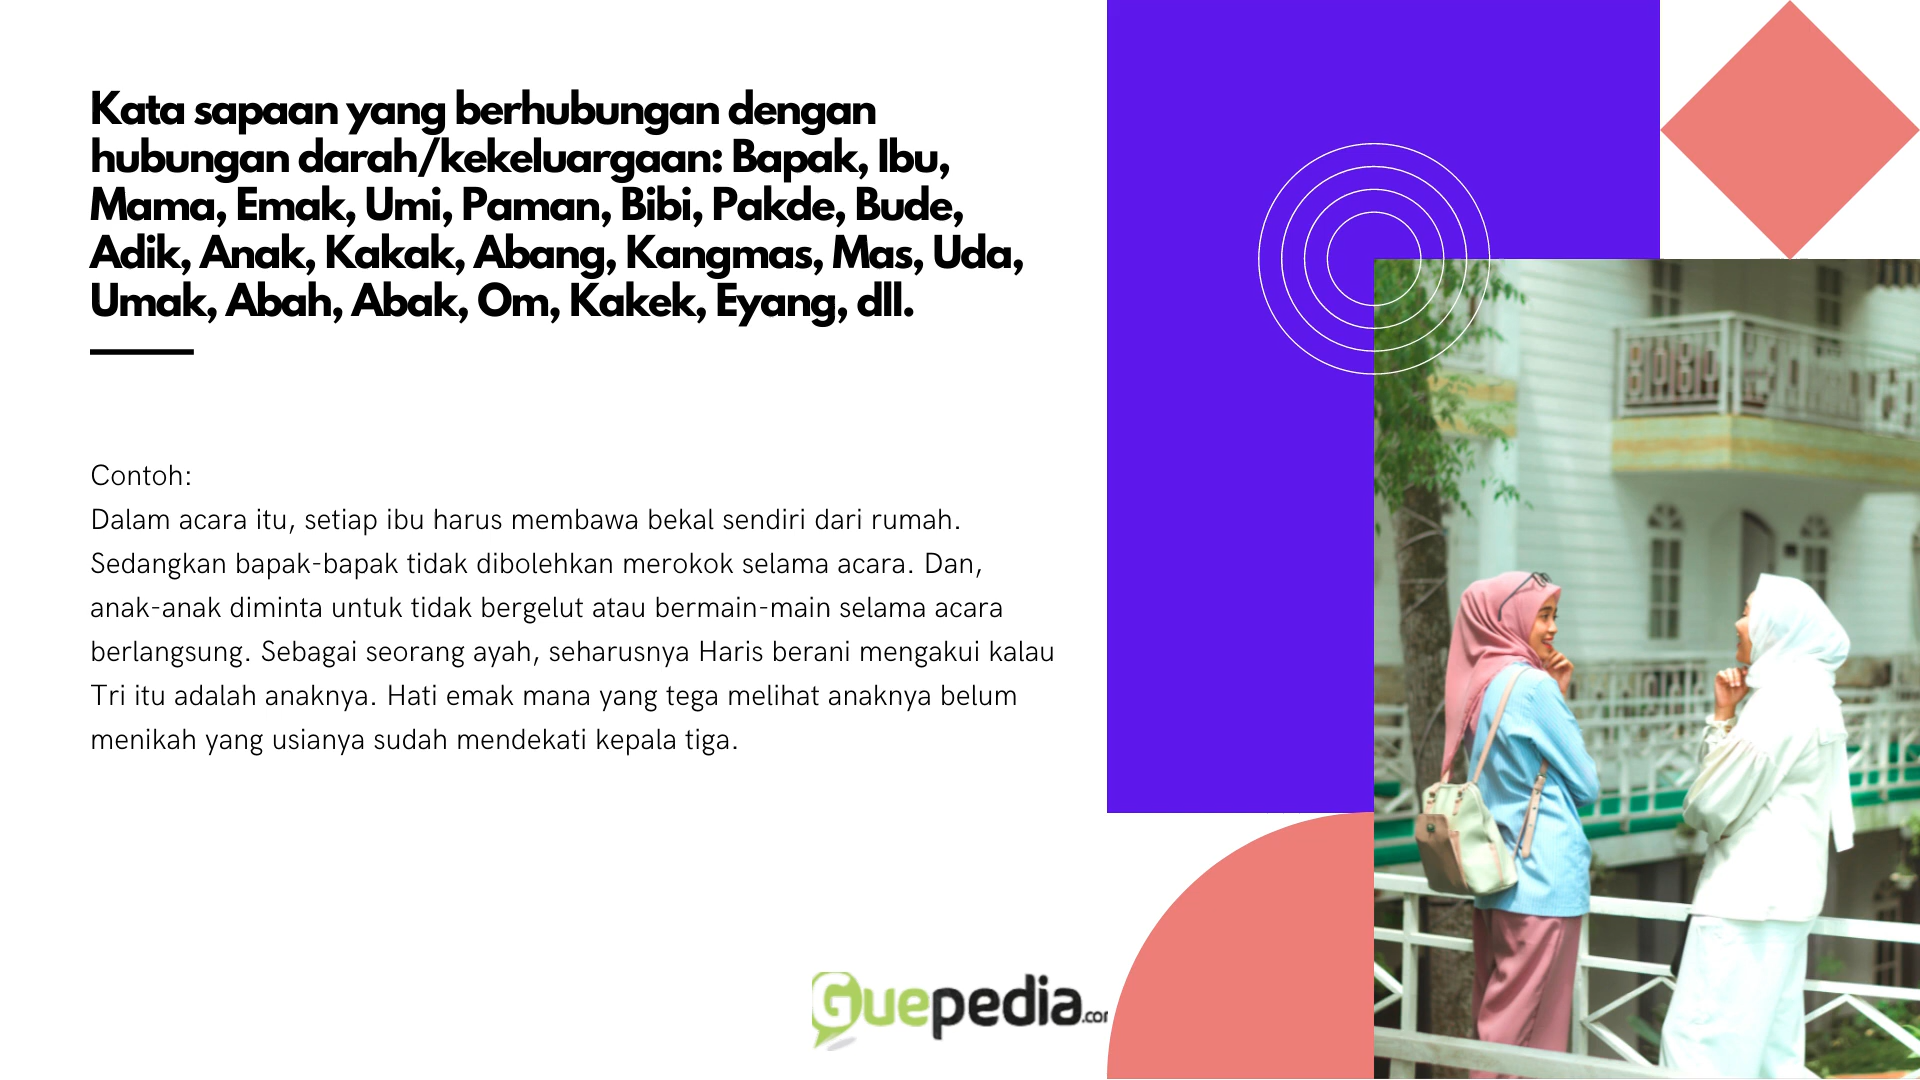 Kata sapaan yang berhubungan dengan
hubungan darah/kekeluargaan: Bapak, Ibu,
Mama, Emak, Umi, Paman, Bibi, Pakde, Bude,
Adik, Anak, Kakak, Abang, Kangmas, Mas, Uda,
Umak, Abah, Abak, Om, Kakek, Eyang, dll.
Contoh:
Dalam acara itu, setiap ibu harus membawa bekal sendiri dari rumah.
Sedangkan bapak-bapak tidak dibolehkan merokok selama acara. Dan,
anak-anak diminta untuk tidak bergelut atau bermain-main selama acara
berlangsung. Sebagai seorang ayah, seharusnya Haris berani mengakui kalau
Tri itu adalah anaknya. Hati emak mana yang tega melihat anaknya belum
menikah yang usianya sudah mendekati kepala tiga.
Guepedia.com